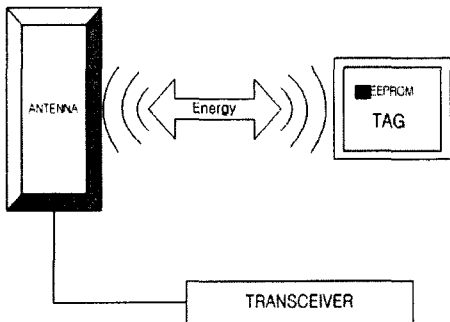 ANTENNA
Energy
EEPROM
TAG
TRANSCEIVER